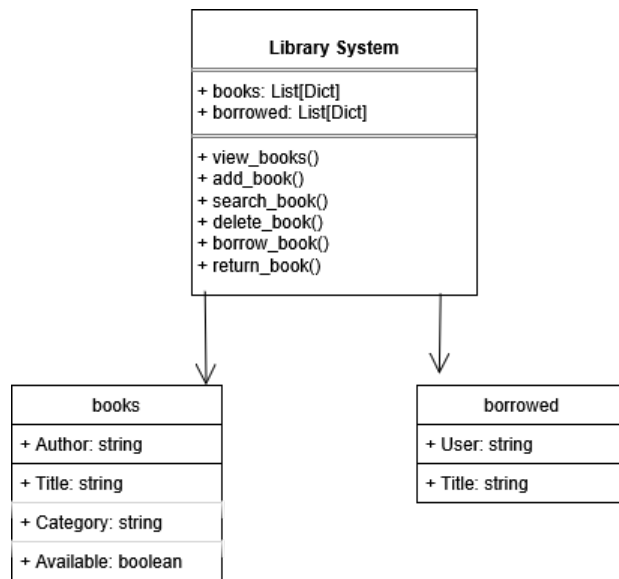 Library System
+ books: List[Dict]
+ borrowed: List[Dict]
+ view_books()
+ add_book()
+ search_book()
+ delete_book()
+ borrow_book()
+ return_book()
books
+ Author: string
+ Title: string
+ Category: string
+ Available: boolean
borrowed
+ User: string
+ Title: string